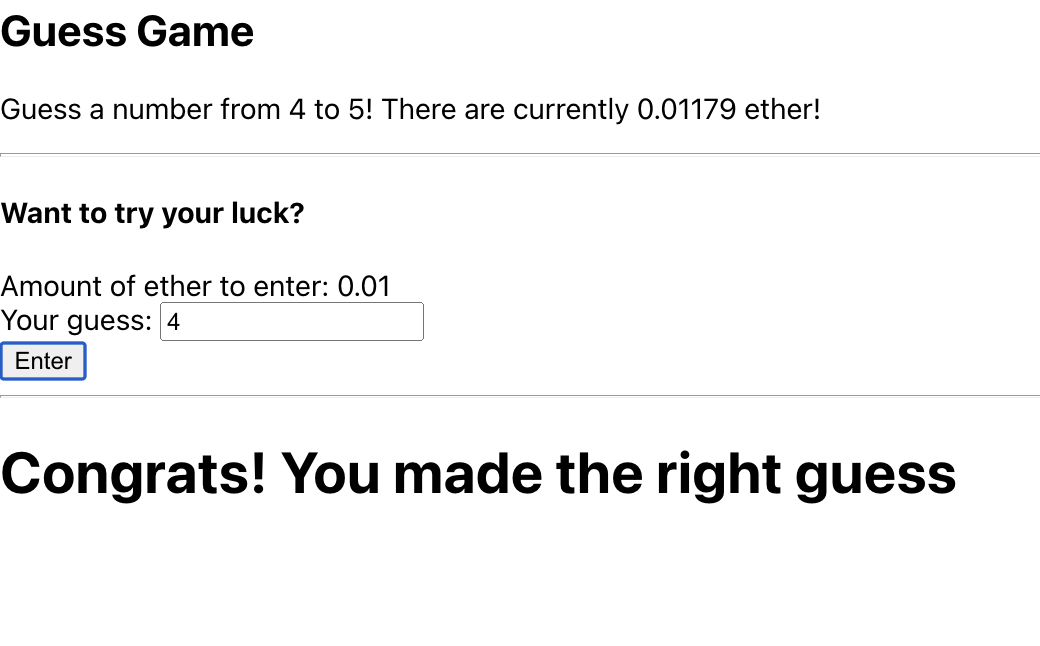 Guess Game
Guess a number from 4 to 5! There are currently 0.01179 ether!
Want to try your luck?
Amount of ether to enter: 0.01
Your guess: 4
Enter
Congrats! You made the right guess